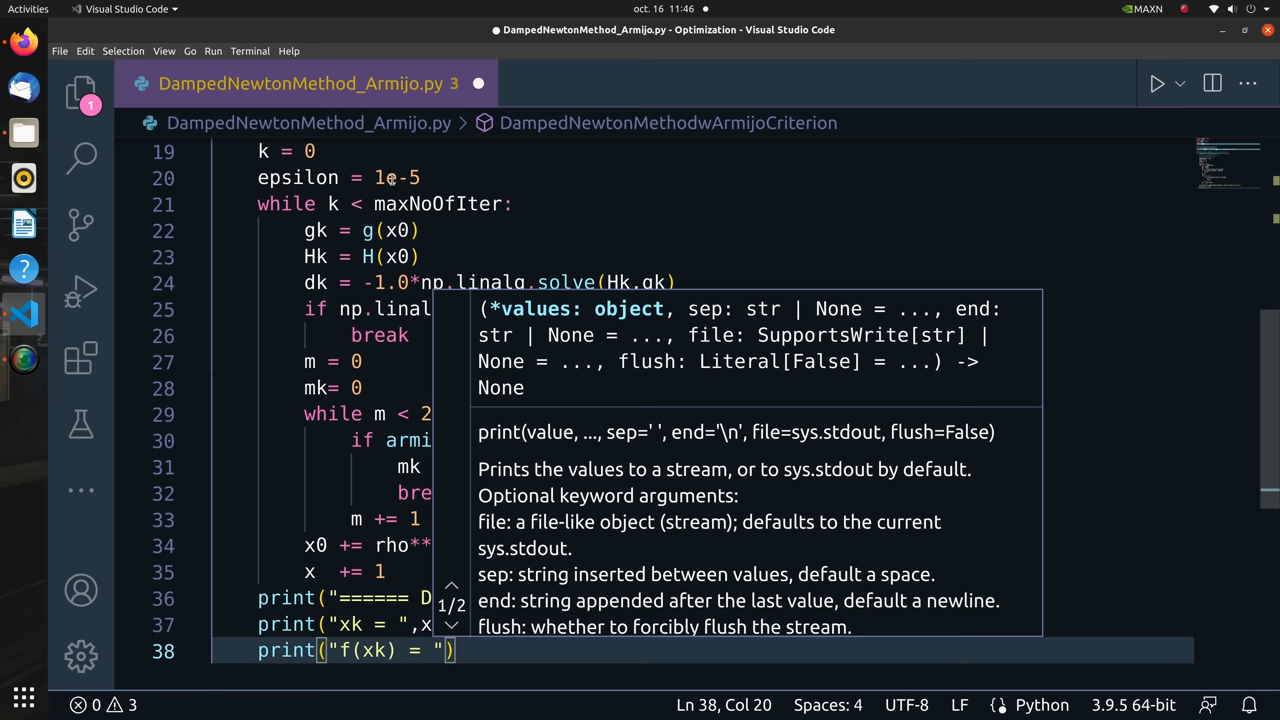 Activities
Visual Studio Code
oct. 16 11:46
MAXN
DampedNewtonMethod_Armijo.py - Optimization - Visual Studio Code
File Edit Selection View Go Run Terminal Help
DampedNewtonMethod_Armijo.py 3
DampedNewtonMethod_Armijo.py > DampedNewtonMethodwArmijoCriterion
1
19 k = 0
20 epsilon = 1e-5
21 while k < maxNoOfIter:
22 gk = g(x0)
23 Hk = H(x0)
24 dk = -1.0*np.linalg.solve(Hk,gk)
25 if np.linal
26 break
27 m = 0
28 mk= 0
29 while m < 2
30 if armi
31 mk
32 bre
33 m += 1
34 x0 += rho**
35 x += 1
36 print("====== D
37 print("xk = ",x
38 print("f(xk) = ")
(*values: object, sep: str | None = ..., end:
str | None = ..., file: SupportsWrite[str] |
None = ..., flush: Literal[False] = ...) ->
None
print(value, ..., sep=' ', end='\n', file=sys.stdout, flush=False)
Prints the values to a stream, or to sys.stdout by default.
Optional keyword arguments:
file: a file-like object (stream); defaults to the current
sys.stdout.
sep: string inserted between values, default a space.
end: string appended after the last value, default a newline.
flush: whether to forcibly flush the stream.
1/2
0 3
Ln 38, Col 20 Spaces: 4 UTF-8 LF Python 3.9.5 64-bit